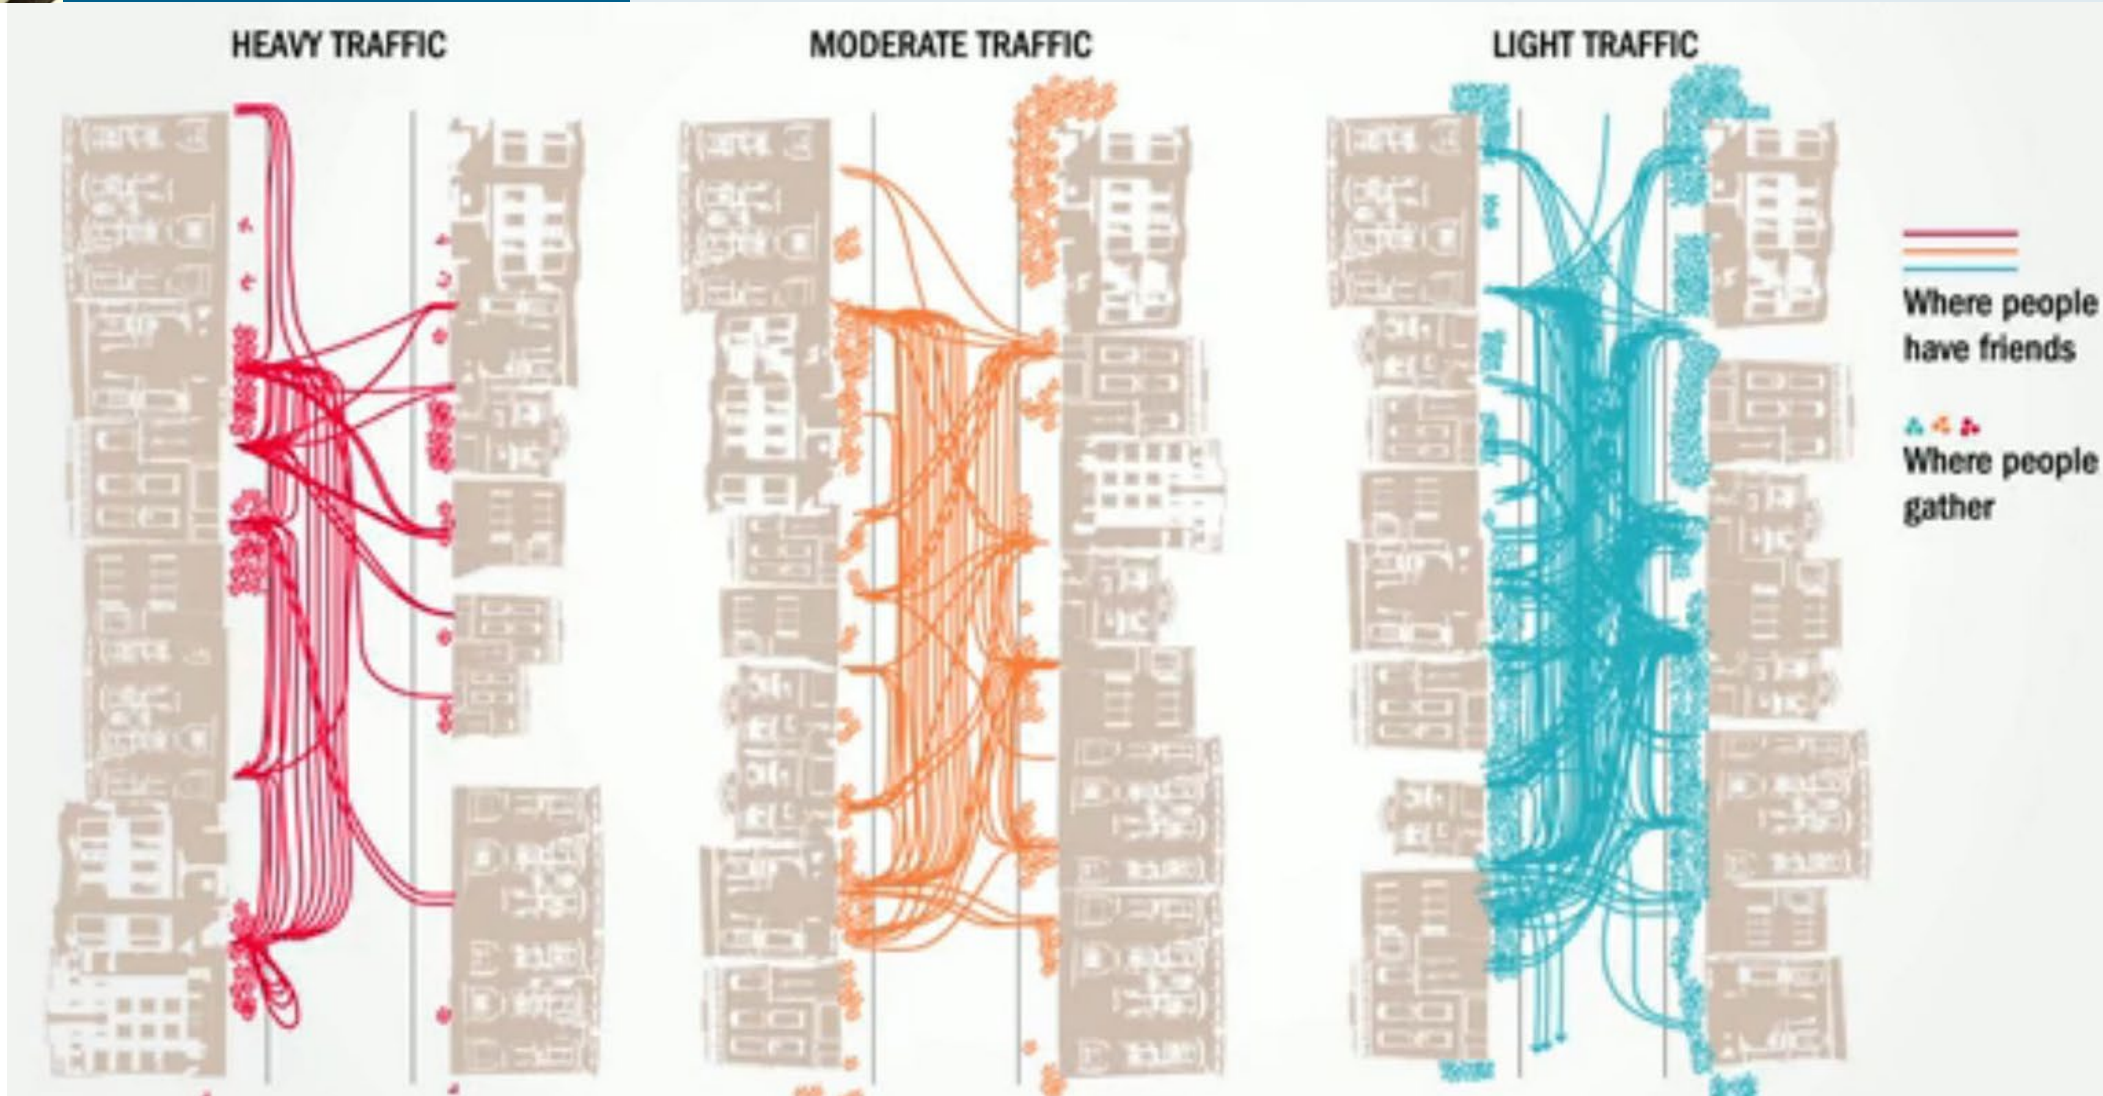 HEAVY TRAFFIC
MODERATE TRAFFIC
LIGHT TRAFFIC
Where people
have friends
Where people
gather